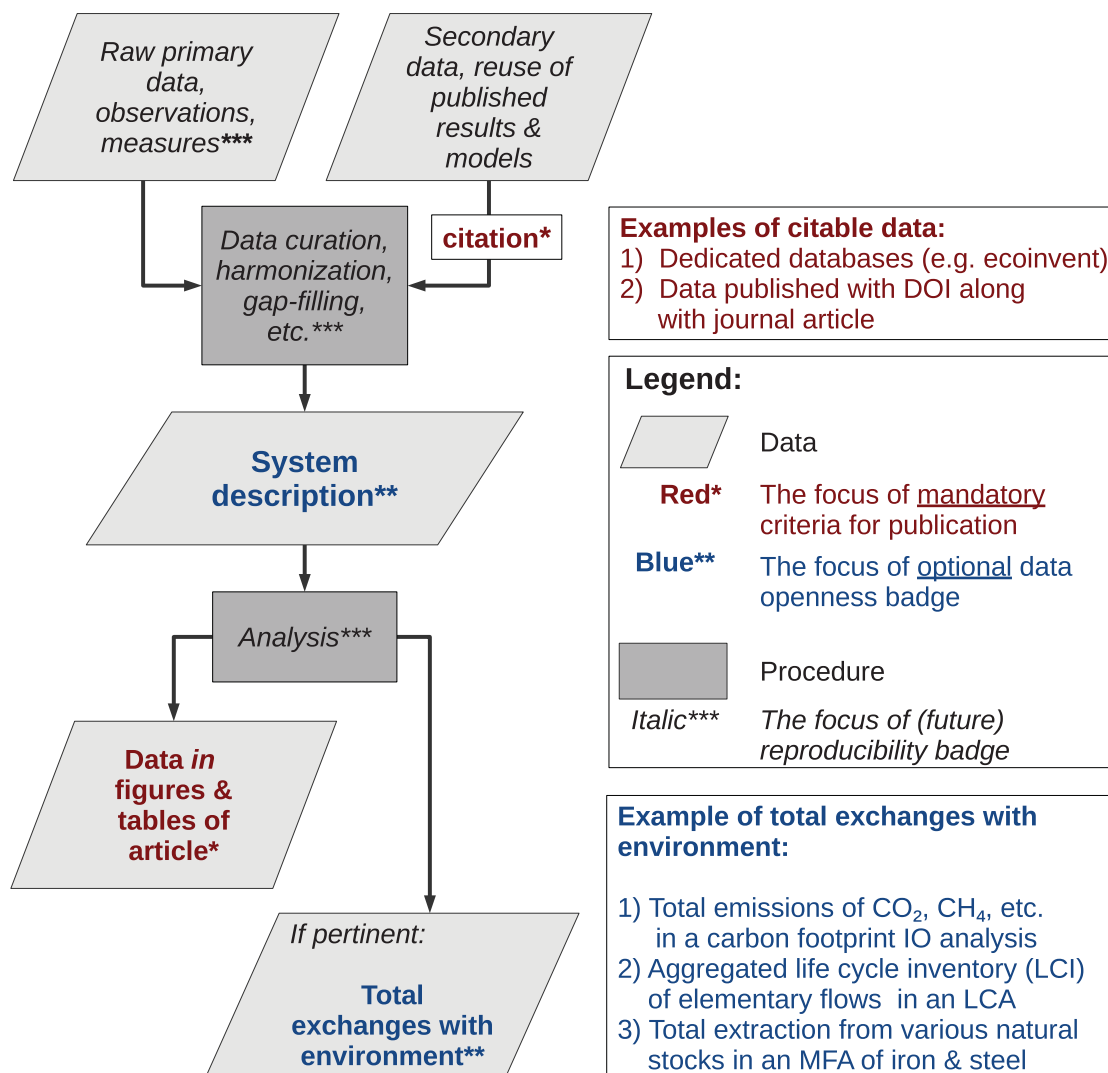 Raw primary
data,
observations,
measures***
Secondary
data, reuse of
published
results &
models
citation*
Data curation,
harmonization,
gap-filling,
etc.***
System
description**
Analysis***
Data in
figures &
tables of
article*
If pertinent:
Total
exchanges with
environment**
Examples of citable data:
1) Dedicated databases (e.g. ecoinvent)
2) Data published with DOI along
with journal article
Legend:
Data
Red* The focus of mandatory
criteria for publication
Blue** The focus of optional data
openness badge
Procedure
Italic*** The focus of (future)
reproducibility badge
Example of total exchanges with
environment:
1) Total emissions of CO₂, CH₄, etc.
in a carbon footprint IO analysis
2) Aggregated life cycle inventory (LCI)
of elementary flows in an LCA
3) Total extraction from various natural
stocks in an MFA of iron & steel